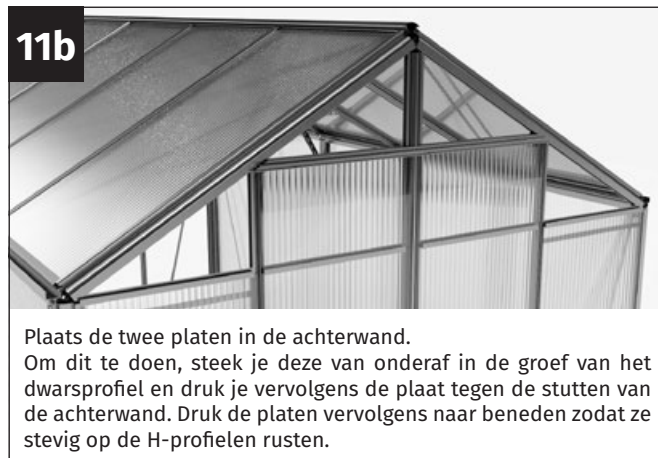 11b
Plaats de twee platen in de achterwand.
Om dit te doen, steek je deze van onderaf in de groef van het
dwarsprofiel en druk je vervolgens de plaat tegen de stutten van
de achterwand. Druk de platen vervolgens naar beneden zodat ze
stevig op de H-profielen rusten.